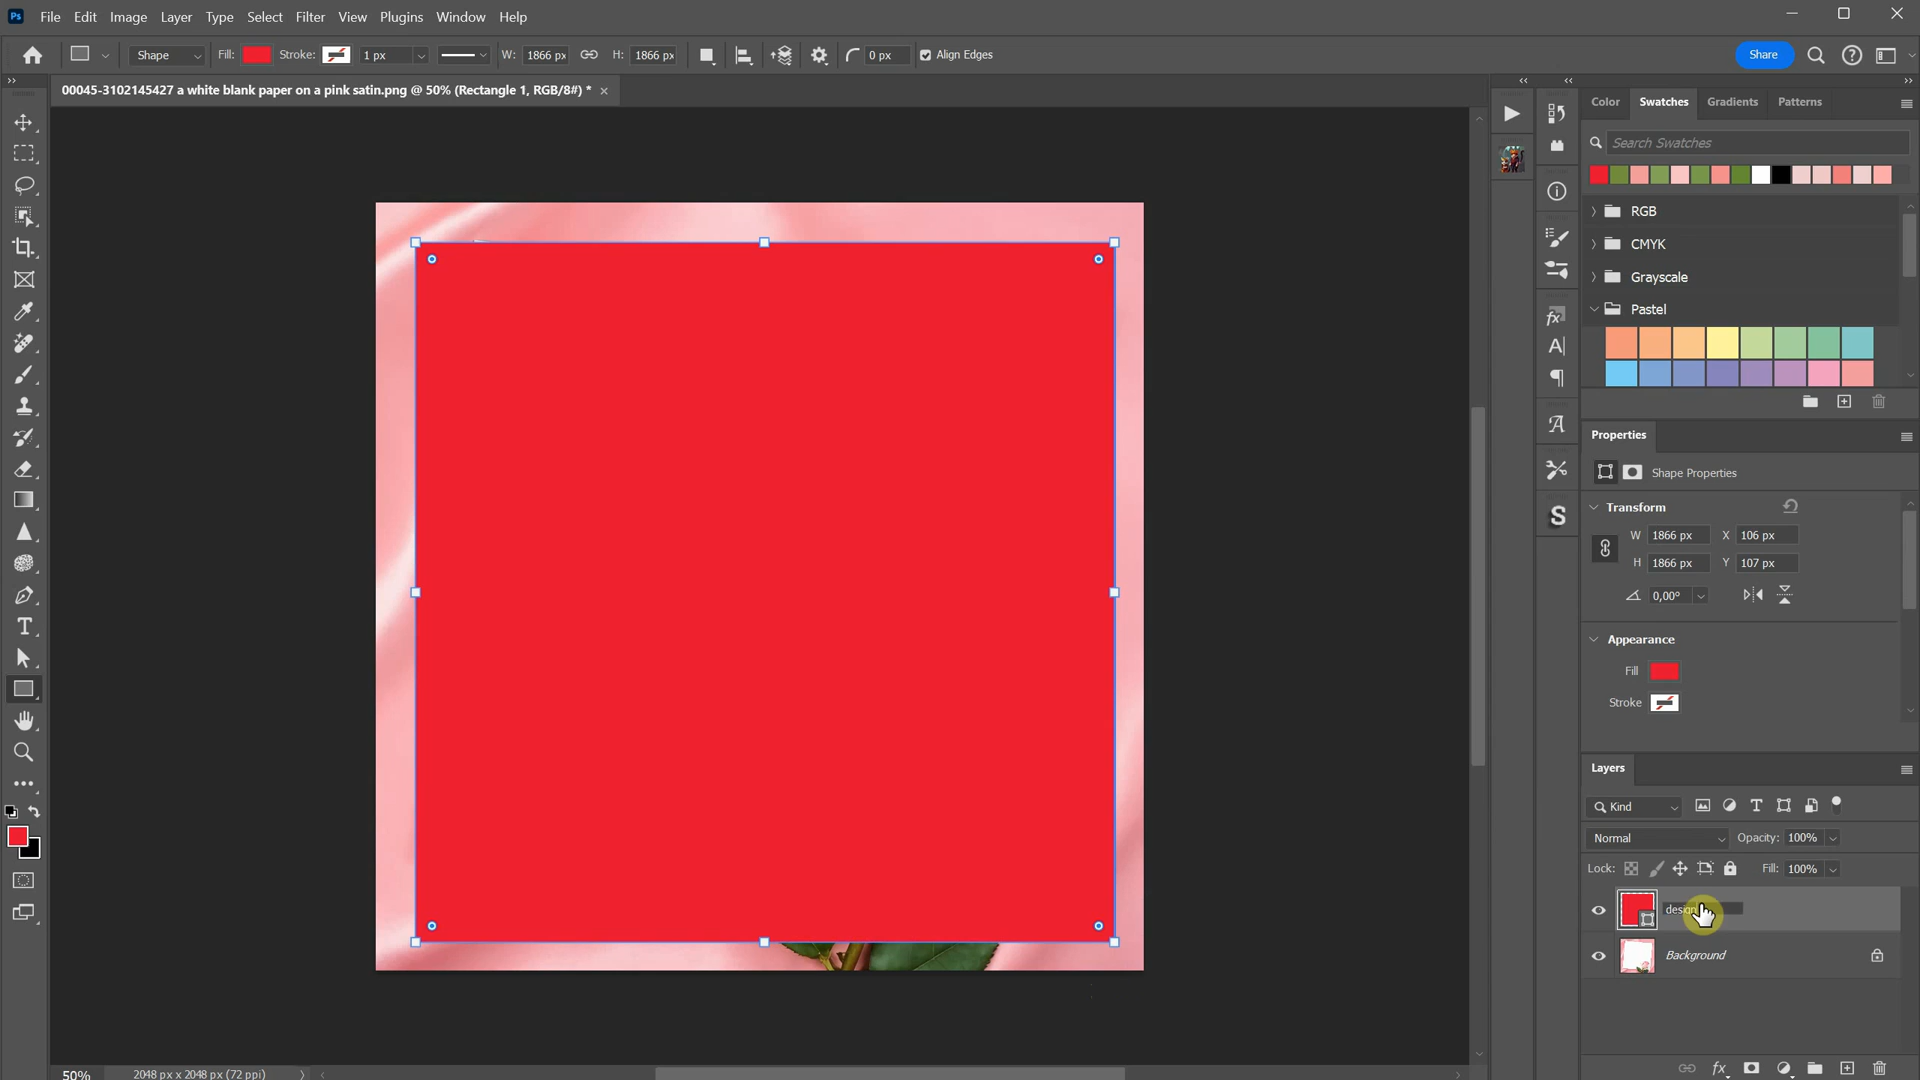 Ps File Edit Image Layer Type Select Filter View Plugins Window Help
Shape Fill: Stroke: 1 px W: 1866 px H: 1866 px 0 px Align Edges Share
00045-3102145427 a white blank paper on a pink satin.png @ 50% (Rectangle 1, RGB/8#) *
Color Swatches Gradients Patterns
Search Swatches
RGB
CMYK
Grayscale
Pastel
Properties
Shape Properties
Transform
W 1866 px X 106 px
H 1866 px Y 107 px
0,00°
Appearance
Fill
Stroke
Layers
Kind
Normal Opacity: 100%
Lock: Fill: 100%
design
Background
50% 2048 px x 2048 px (72 ppi)